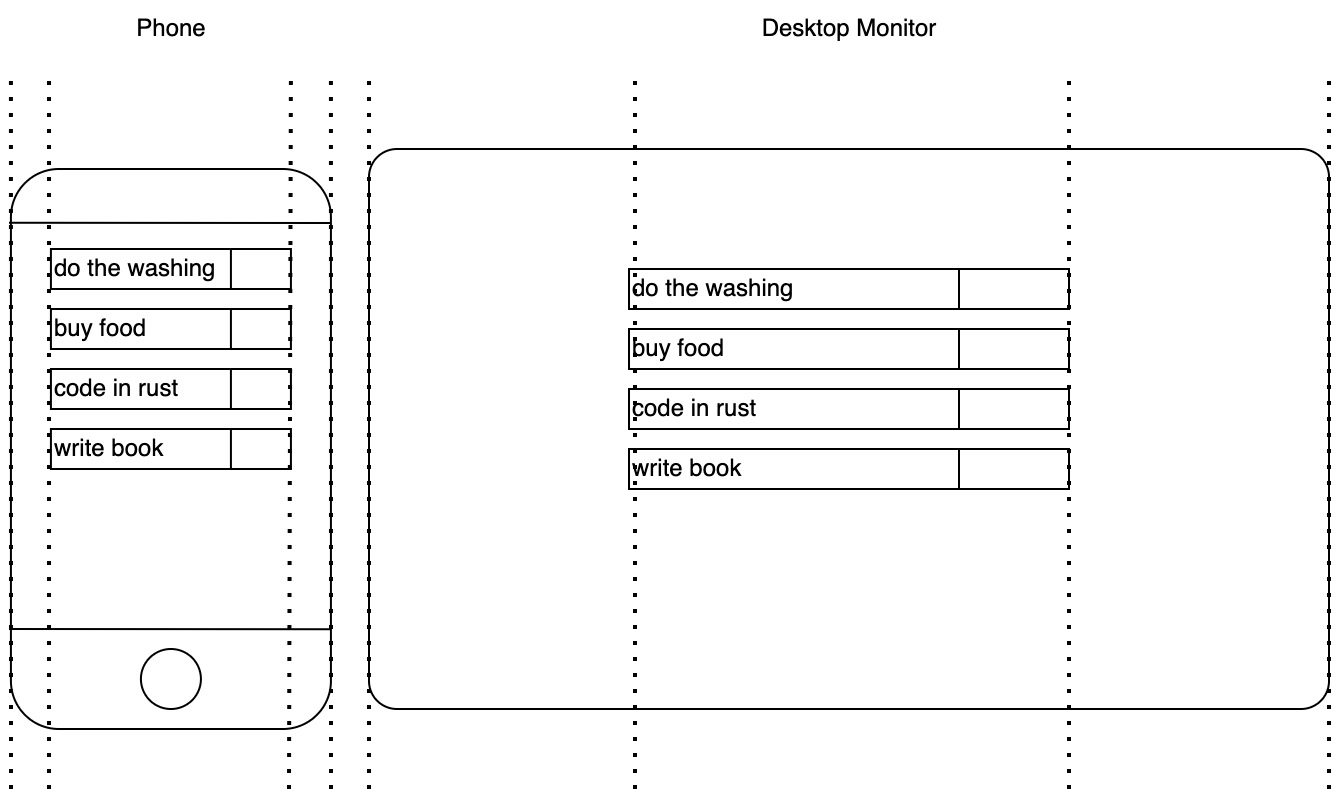 Phone
Desktop Monitor
do the washing
buy food
code in rust
write book
do the washing
buy food
code in rust
write book